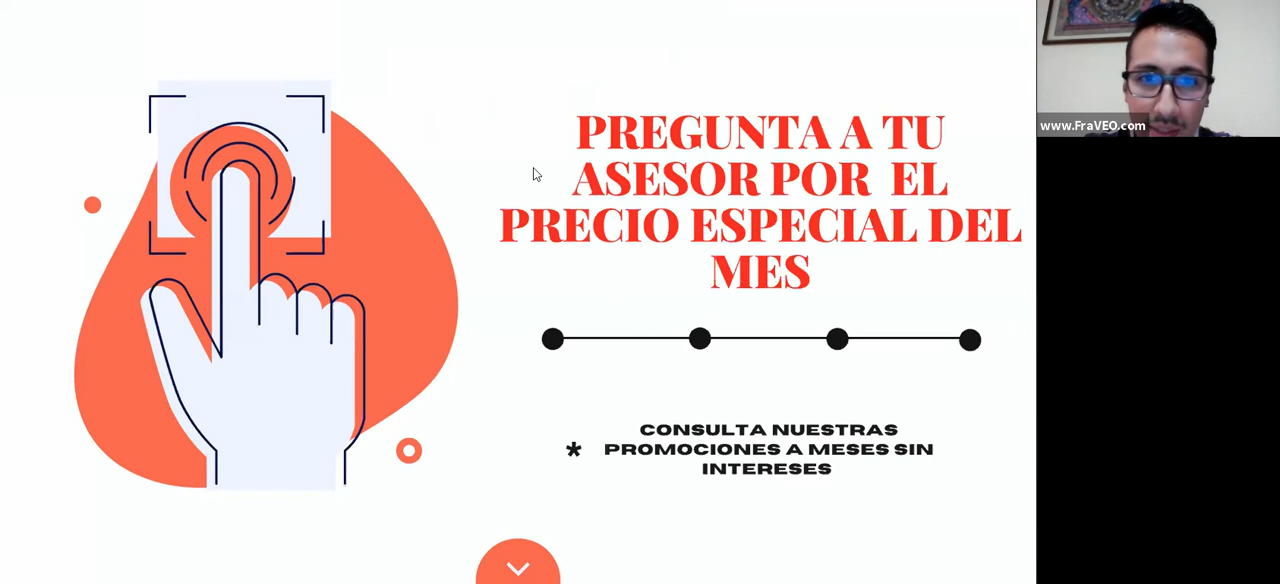 PREGUNTA A TU
ASESOR POR EL
PRECIO ESPECIAL DEL
MES
* CONSULTA NUESTRAS
PROMOCIONES A MESES SIN
INTERESES
www.FraVEO.com